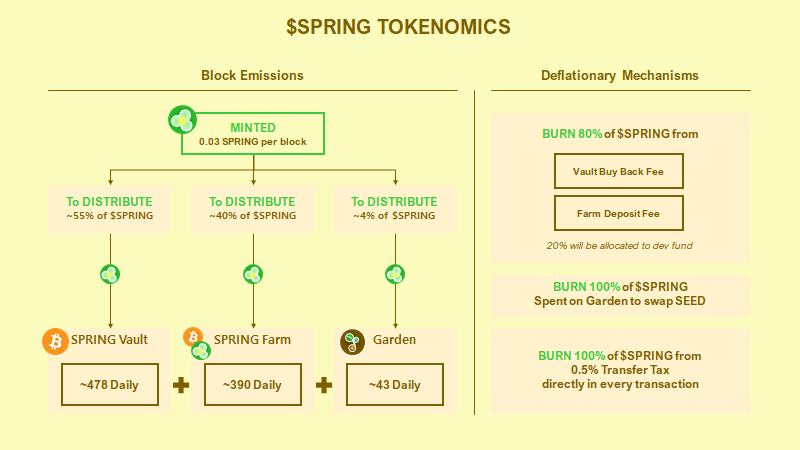 $SPRING TOKENOMICS
Block Emissions
MINTED
0.03 SPRING per block
To DISTRIBUTE
~55% of $SPRING
To DISTRIBUTE
~40% of $SPRING
To DISTRIBUTE
~4% of $SPRING
SPRING Vault
~478 Daily
SPRING Farm
~390 Daily
Garden
~43 Daily
Deflationary Mechanisms
BURN 80% of $SPRING from
Vault Buy Back Fee
Farm Deposit Fee
20% will be allocated to dev fund
BURN 100% of $SPRING
Spent on Garden to swap SEED
BURN 100% of $SPRING from
0.5% Transfer Tax
directly in every transaction